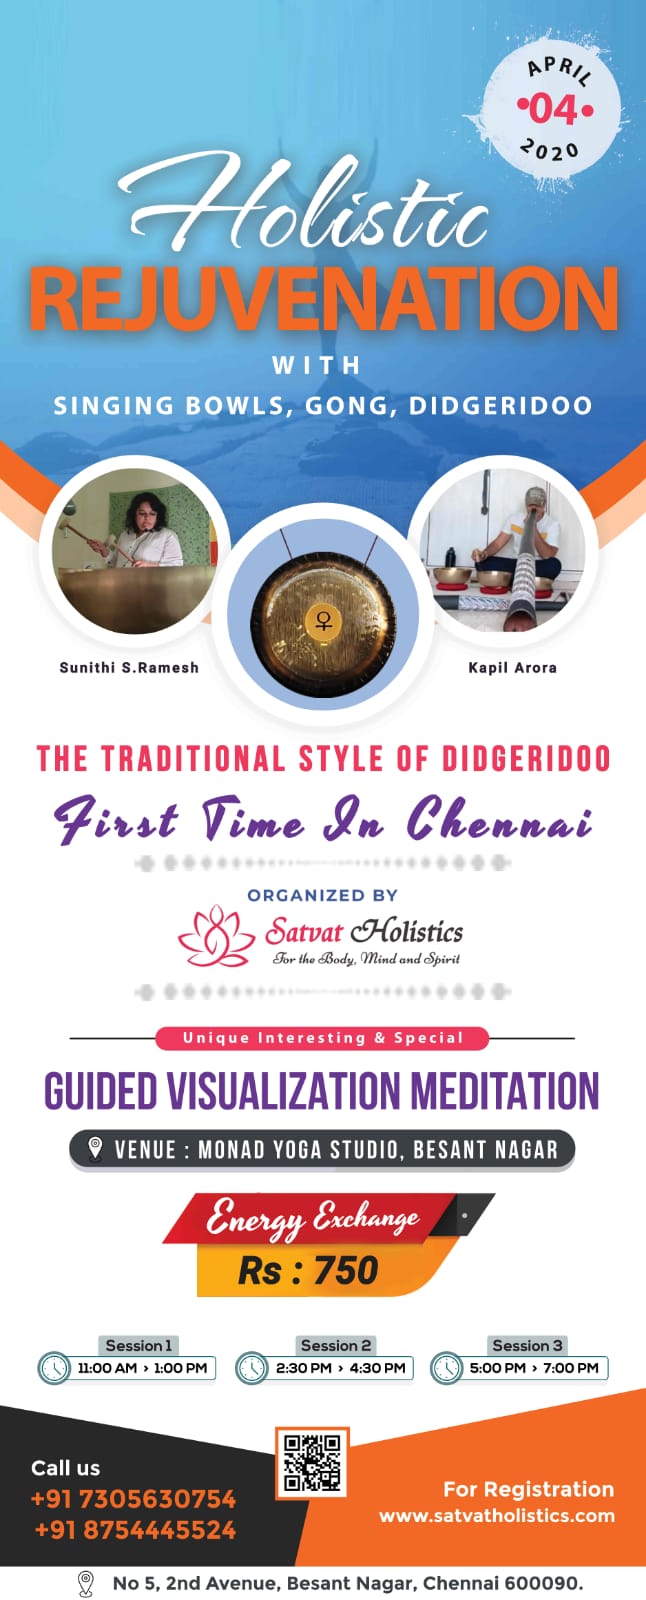 APRIL
•04•
2020
Holistic
REJUVENATION
WITH
SINGING BOWLS, GONG, DIDGERIDOO
Sunithi S.Ramesh
Kapil Arora
THE TRADITIONAL STYLE OF DIDGERIDOO
First Time In Chennai
ORGANIZED BY
Satvat Holistics
For the Body, Mind and Spirit
Unique Interesting & Special
GUIDED VISUALIZATION MEDITATION
VENUE : MONAD YOGA STUDIO, BESANT NAGAR
Energy Exchange
Rs : 750
Session 1
11:00 AM > 1:00 PM
Session 2
2:30 PM > 4:30 PM
Session 3
5:00 PM > 7:00 PM
Call us
+91 7305630754
+91 8754445524
For Registration
www.satvatholistics.com
No 5, 2nd Avenue, Besant Nagar, Chennai 600090.